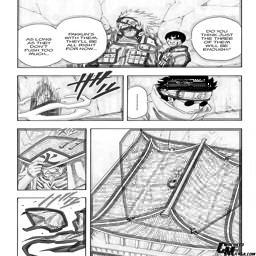 DO YOU
THINK JUST
THE THREE
OF THEM
WILL BE
ENOUGH?
PAKKUN'S
WITH THEM.
THEY'LL BE
ALL RIGHT
FOR NOW...
AS LONG
AS THEY
DON'T
PUSH TOO
MUCH...